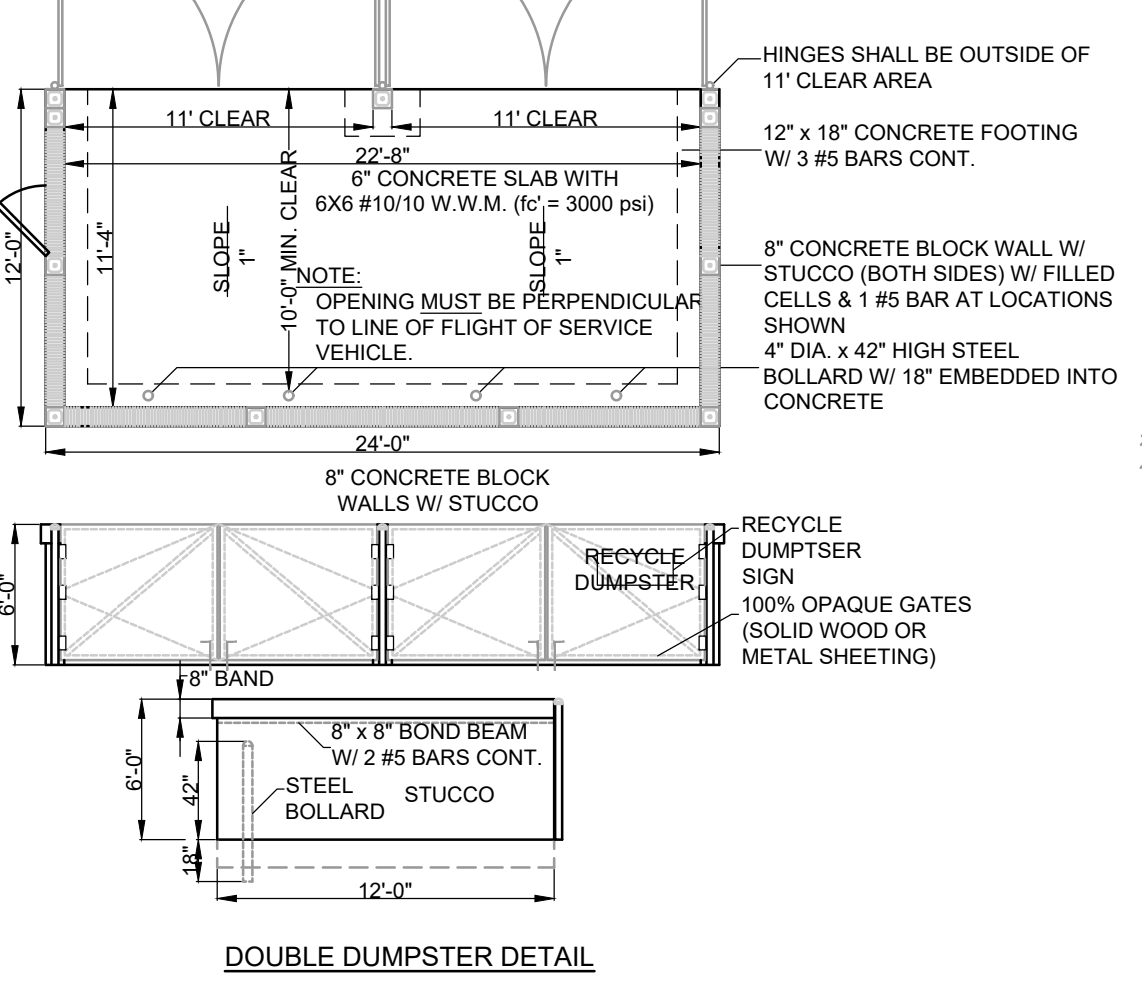 HINGES SHALL BE OUTSIDE OF
11' CLEAR AREA
11' CLEAR
11' CLEAR
12" x 18" CONCRETE FOOTING
W/ 3 #5 BARS CONT.
22'-8"
6" CONCRETE SLAB WITH
6X6 #10/10 W.W.M. (fc' = 3000 psi)
12'-0"
11'-4"
SLOPE
1"
10'-0" MIN. CLEAR
SLOPE
1"
NOTE:
OPENING MUST BE PERPENDICULAR
TO LINE OF FLIGHT OF SERVICE
VEHICLE.
8" CONCRETE BLOCK WALL W/
STUCCO (BOTH SIDES) W/ FILLED
CELLS & 1 #5 BAR AT LOCATIONS
SHOWN
4" DIA. x 42" HIGH STEEL
BOLLARD W/ 18" EMBEDDED INTO
CONCRETE
24'-0"
8" CONCRETE BLOCK
WALLS W/ STUCCO
6'-0"
RECYCLE
DUMPSTER
RECYCLE
DUMPTSER
SIGN
100% OPAQUE GATES
(SOLID WOOD OR
METAL SHEETING)
8" BAND
8" x 8" BOND BEAM
W/ 2 #5 BARS CONT.
6'-0"
42"
STEEL
BOLLARD
STUCCO
18"
12'-0"
DOUBLE DUMPSTER DETAIL